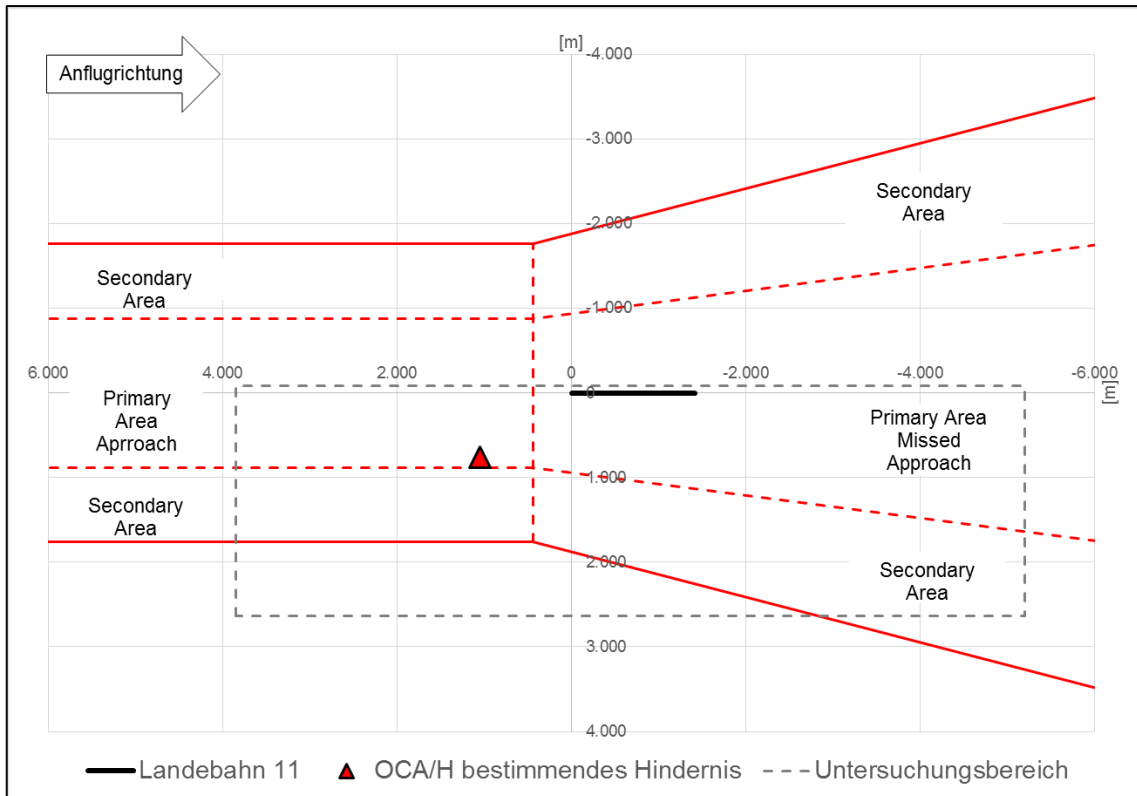 [m]
-4.000
Anflugrichtung
-3.000
Secondary
Area
-2.000
Secondary
Area
-1.000
6.000
4.000
2.000
0
-2.000
-4.000
-6.000
0
[m]
Primary
Area
Aprroach
Primary Area
Missed
Approach
1.000
Secondary
Area
2.000
Secondary
Area
3.000
4.000
Landebahn 11
OCA/H bestimmendes Hindernis
Untersuchungsbereich